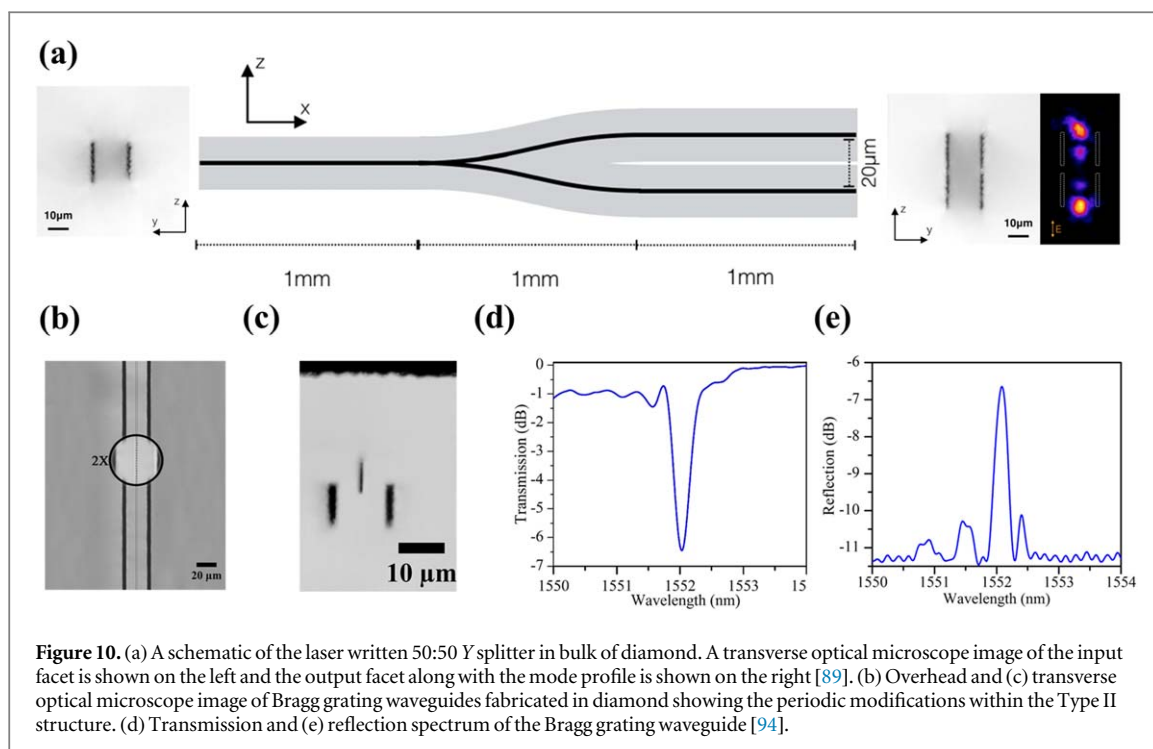 (a)
z
x
10µm
z
y
20µm
z
y
10µm
E
1mm
1mm
1mm
(b)
(c)
(d)
(e)
2X
20 µm
10 µm
Transmission (dB)
0
-1
-2
-3
-4
-5
-6
-7
1550
1551
1552
1553
15
Wavelength (nm)
Reflection (dB)
-6
-7
-8
-9
-10
-11
1550
1551
1552
1553
1554
Wavelength (nm)
Figure 10. (a) A schematic of the laser written 50:50 Y splitter in bulk of diamond. A transverse optical microscope image of the input
facet is shown on the left and the output facet along with the mode profile is shown on the right [89]. (b) Overhead and (c) transverse
optical microscope image of Bragg grating waveguides fabricated in diamond showing the periodic modifications within the Type II
structure. (d) Transmission and (e) reflection spectrum of the Bragg grating waveguide [94].